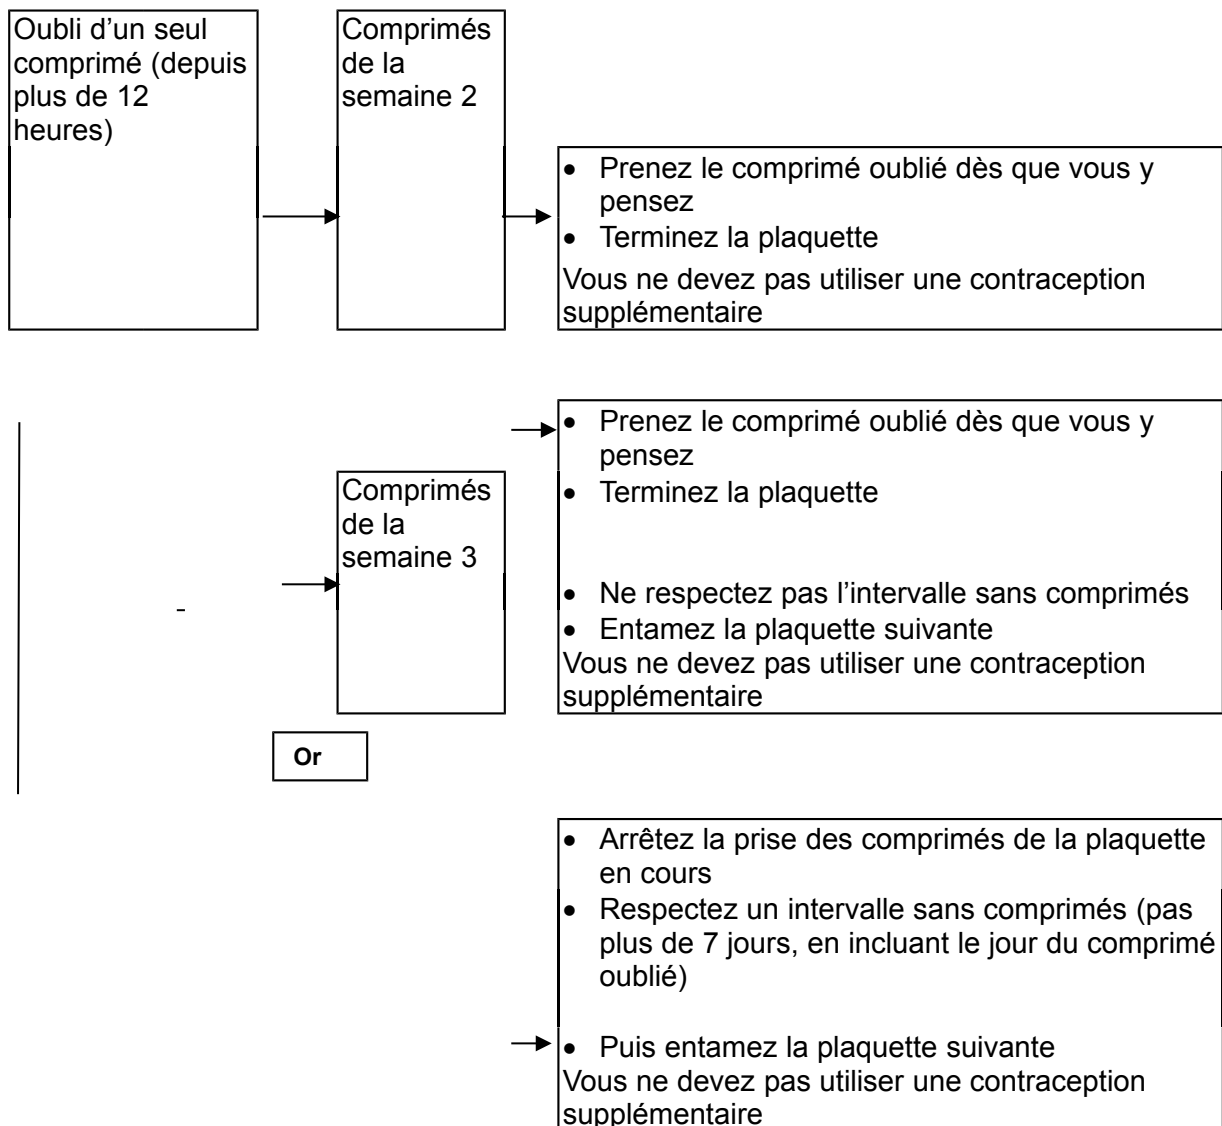 Oubli d'un seul
comprimé (depuis
plus de 12
heures)
Comprimés
de la
semaine 2
• Prenez le comprimé oublié dès que vous y
pensez
• Terminez la plaquette
Vous ne devez pas utiliser une contraception
supplémentaire
• Prenez le comprimé oublié dès que vous y
pensez
• Terminez la plaquette
Comprimés
de la
semaine 3
• Ne respectez pas l'intervalle sans comprimés
• Entamez la plaquette suivante
Vous ne devez pas utiliser une contraception
supplémentaire
-
Or
• Arrêtez la prise des comprimés de la plaquette
en cours
• Respectez un intervalle sans comprimés (pas
plus de 7 jours, en incluant le jour du comprimé
oublié)
• Puis entamez la plaquette suivante
Vous ne devez pas utiliser une contraception
supplémentaire